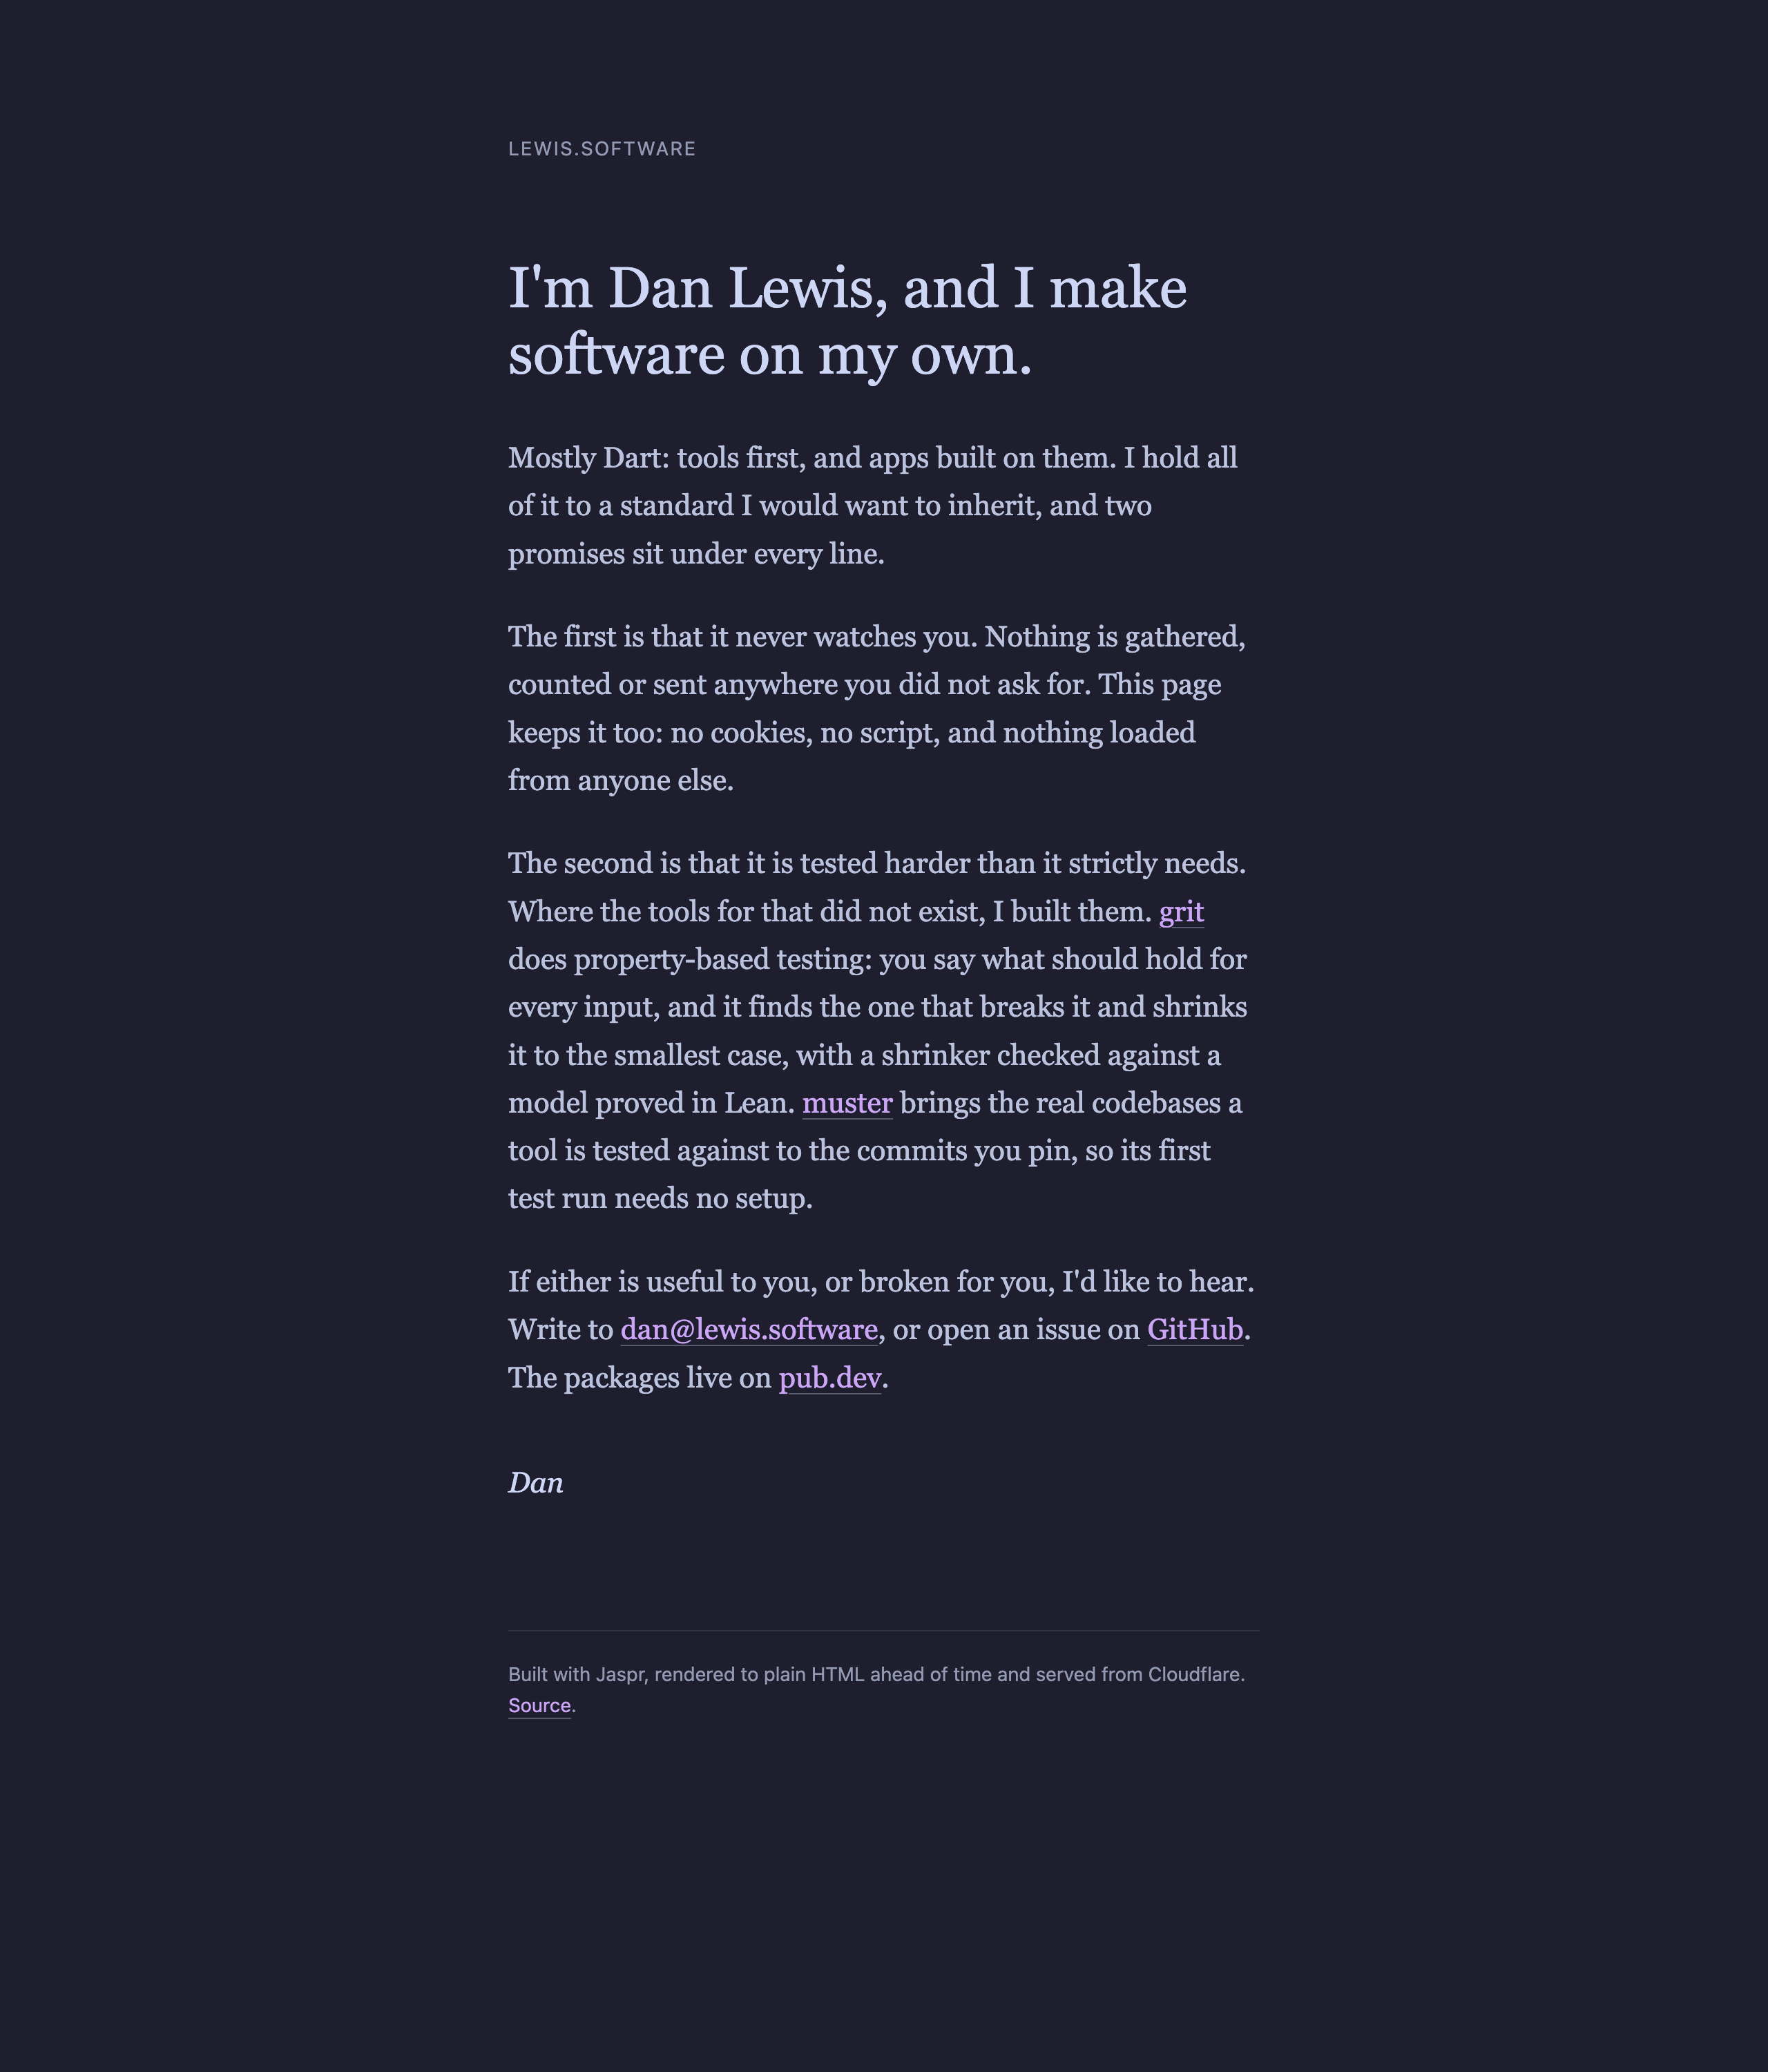 LEWIS.SOFTWARE
I'm Dan Lewis, and I make
software on my own.
Mostly Dart: tools first, and apps built on them. I hold all
of it to a standard I would want to inherit, and two
promises sit under every line.
The first is that it never watches you. Nothing is gathered,
counted or sent anywhere you did not ask for. This page
keeps it too: no cookies, no script, and nothing loaded
from anyone else.
The second is that it is tested harder than it strictly needs.
Where the tools for that did not exist, I built them. grit
does property-based testing: you say what should hold for
every input, and it finds the one that breaks it and shrinks
it to the smallest case, with a shrinker checked against a
model proved in Lean. muster brings the real codebases a
tool is tested against to the commits you pin, so its first
test run needs no setup.
If either is useful to you, or broken for you, I'd like to hear.
Write to dan@lewis.software, or open an issue on GitHub.
The packages live on pub.dev.
Dan
Built with Jaspr, rendered to plain HTML ahead of time and served from Cloudflare.
Source.